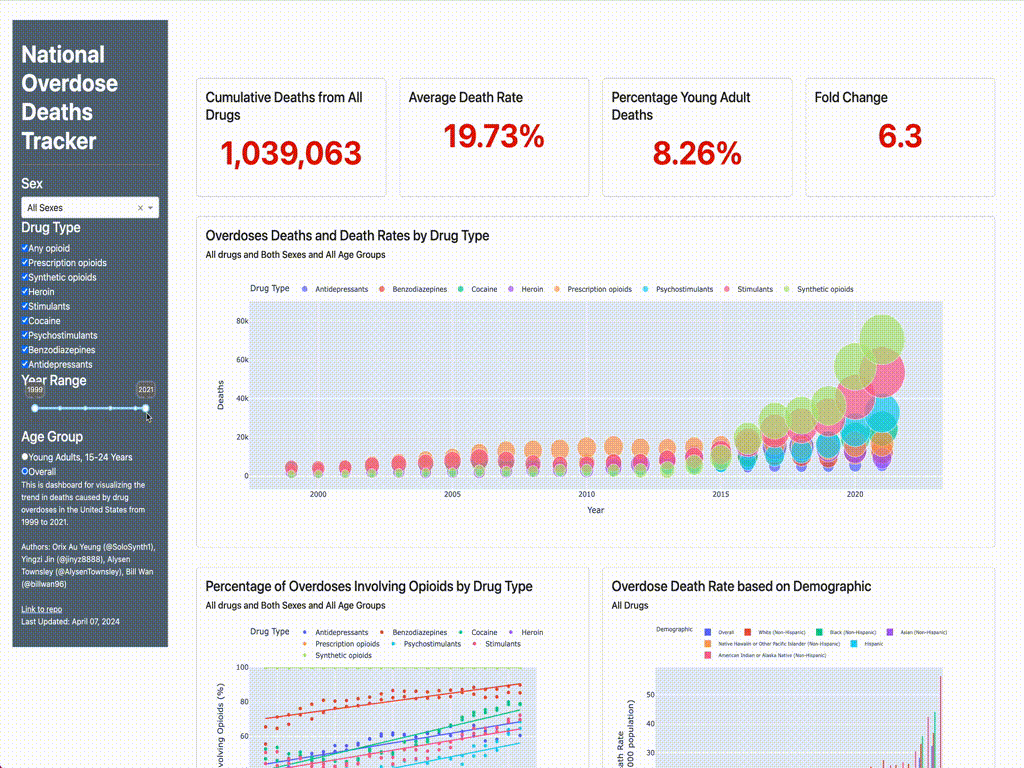 National
Overdose
Deaths
Tracker
Sex
All Sexes
Drug Type
Any opioid
Prescription opioids
Synthetic opioids
Heroin
Stimulants
Cocaine
Psychostimulants
Benzodiazepines
Antidepressants
Year Range
1999 2021
Age Group
Young Adults, 15-24 Years
Overall
This is dashboard for visualizing the
trend in deaths caused by drug
overdoses in the United States from
1999 to 2021.
Authors: Orix Au Yeung (@SoloSynth1),
Yingzi Jin (@jinyz8888), Alysen
Townsley (@AlysenTownsley), Bill Wan
(@billwan96)
Link to repo
Last Updated: April 07, 2024
Cumulative Deaths from All
Drugs
1,039,063
Average Death Rate
19.73%
Percentage Young Adult
Deaths
8.26%
Fold Change
6.3
Overdoses Deaths and Death Rates by Drug Type
All drugs and Both Sexes and All Age Groups
Drug Type Antidepressants Benzodiazepines Cocaine Heroin Prescription opioids Psychostimulants Stimulants Synthetic opioids
80k
60k
40k
20k
0
Deaths
2000 2005 2010 2015 2020
Year
Percentage of Overdoses Involving Opioids by Drug Type
All drugs and Both Sexes and All Age Groups
Drug Type Antidepressants Benzodiazepines Cocaine Heroin
Prescription opioids Psychostimulants Stimulants
Synthetic opioids
100
80
60
volving Opioids (%)
Overdose Death Rate based on Demographic
All Drugs
Demographic Overall White (Non-Hispanic) Black (Non-Hispanic) Asian (Non-Hispanic)
Native Hawaiin or Other Pacific Islander (Non-Hispanic) Hispanic
American Indian or Alaska Native (Non-Hispanic)
50
40
30
ath Rate
000 population)